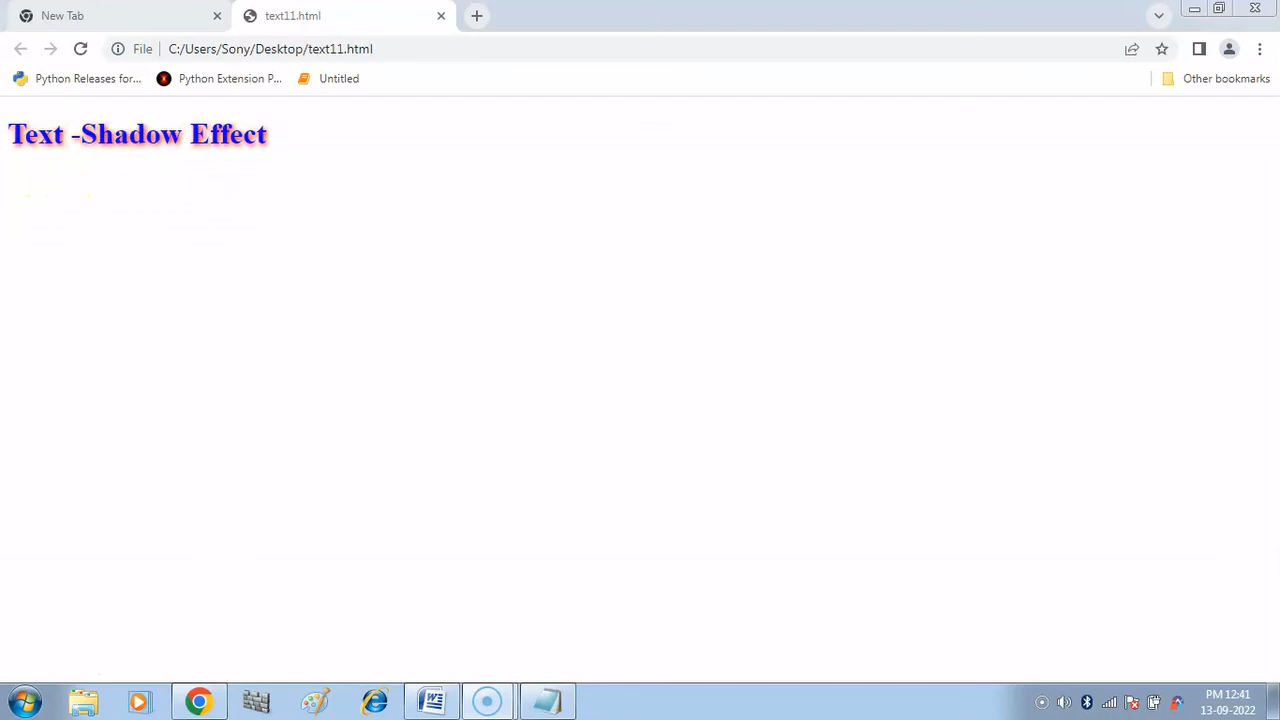 New Tab
text11.html
File
C:/Users/Sony/Desktop/text11.html
Python Releases for...
Python Extension P...
Untitled
Other bookmarks
Text -Shadow Effect
PM 12:41
13-09-2022